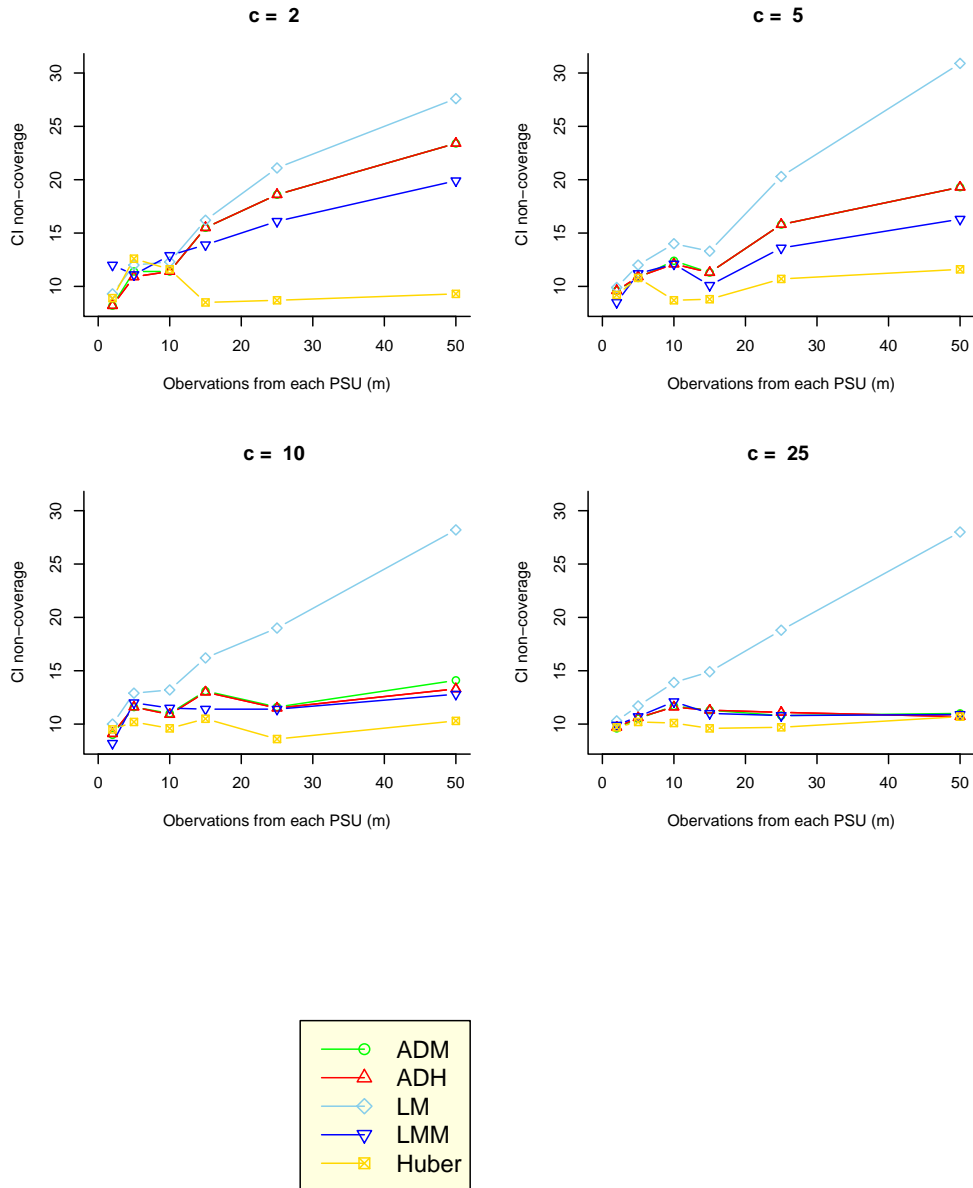 c =  2
c =  5
CI non-coverage
10 15 20 25 30
0 10 20 30 40 50
Obervations from each PSU (m)
CI non-coverage
10 15 20 25 30
0 10 20 30 40 50
Obervations from each PSU (m)
c =  10
c =  25
CI non-coverage
10 15 20 25 30
0 10 20 30 40 50
Obervations from each PSU (m)
CI non-coverage
10 15 20 25 30
0 10 20 30 40 50
Obervations from each PSU (m)
ADM
ADH
LM
LMM
Huber